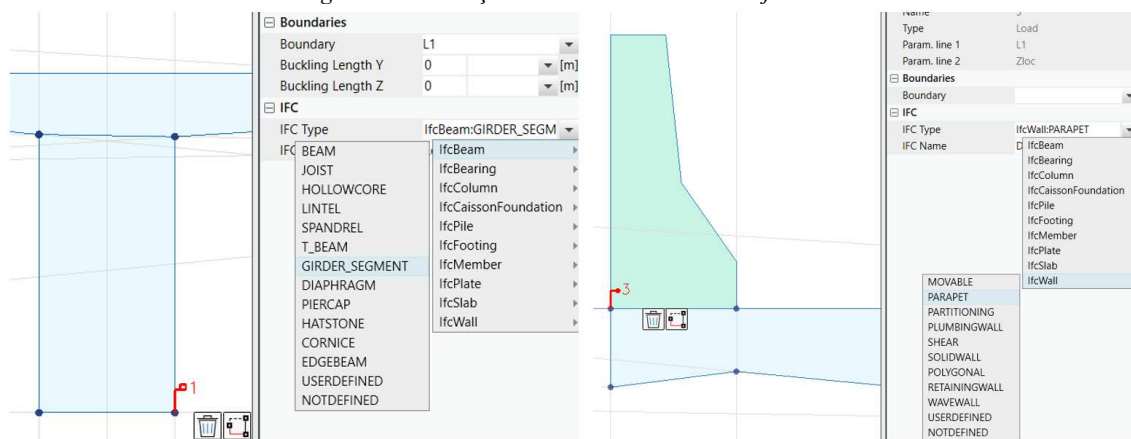 Boundaries
Boundary L1
Buckling Length Y 0 [m]
Buckling Length Z 0 [m]
IFC
IFC Type IfcBeam:GIRDER_SEGM
BEAM
JOIST
HOLLOWCORE
LINTEL
SPANDREL
T_BEAM
GIRDER_SEGMENT
DIAPHRAGM
PIERCAP
HATSTONE
CORNICE
EDGEBEAM
USERDEFINED
NOTDEFINED
IfcBeam
IfcBearing
IfcColumn
IfcCaissonFoundation
IfcPile
IfcFooting
IfcMember
IfcPlate
IfcSlab
IfcWall
1
3
Type Load
Param. line 1 L1
Param. line 2 Zloc
Boundaries
Boundary
IFC
IFC Type IfcWall:PARAPET
IFC Name D
IfcBeam
IfcBearing
IfcColumn
IfcCaissonFoundation
IfcPile
IfcFooting
IfcMember
IfcPlate
IfcSlab
IfcWall
MOVABLE
PARAPET
PARTITIONING
PLUMBINGWALL
SHEAR
SOLIDWALL
POLYGONAL
RETAININGWALL
WAVEWALL
USERDEFINED
NOTDEFINED